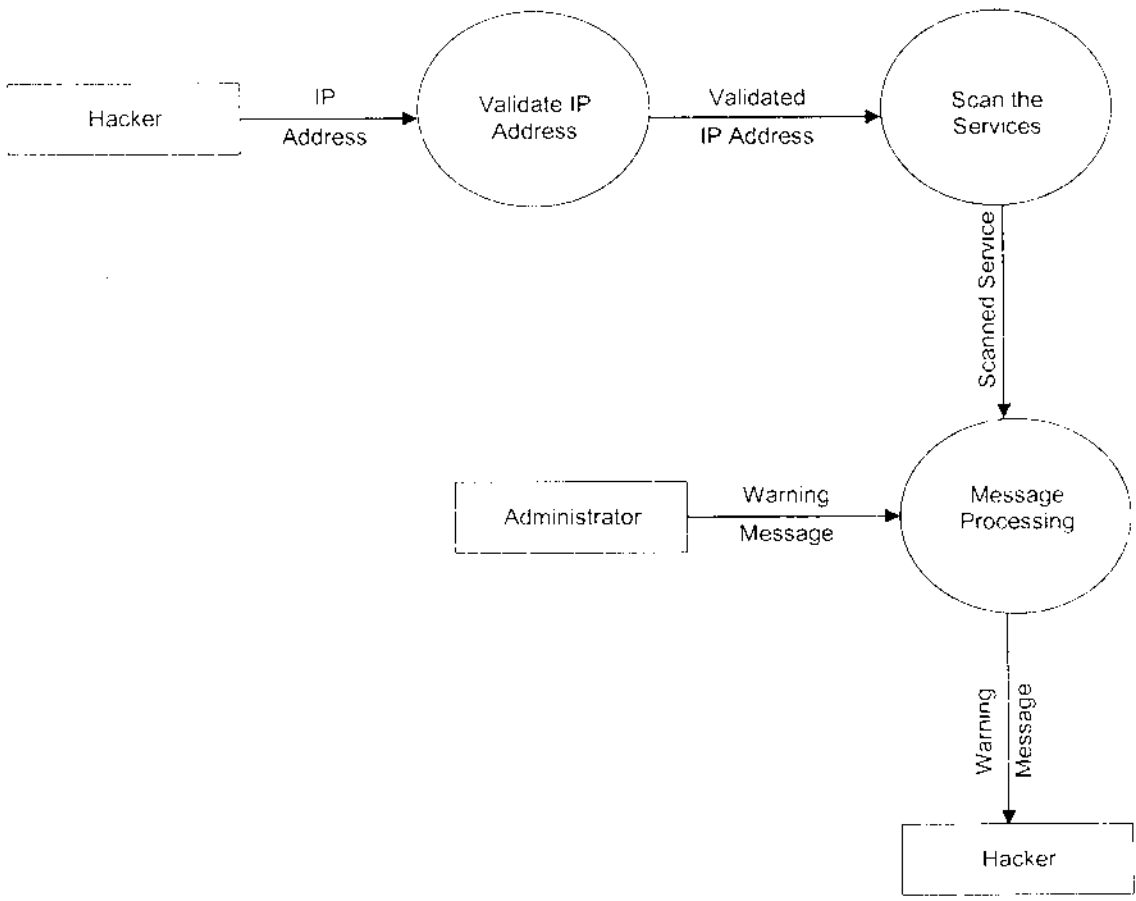 Hacker
IP
Address
Validate IP
Address
Validated
IP Address
Scan the
Services
Scanned Service
Administrator
Warning
Message
Message
Processing
Warning
Message
Hacker